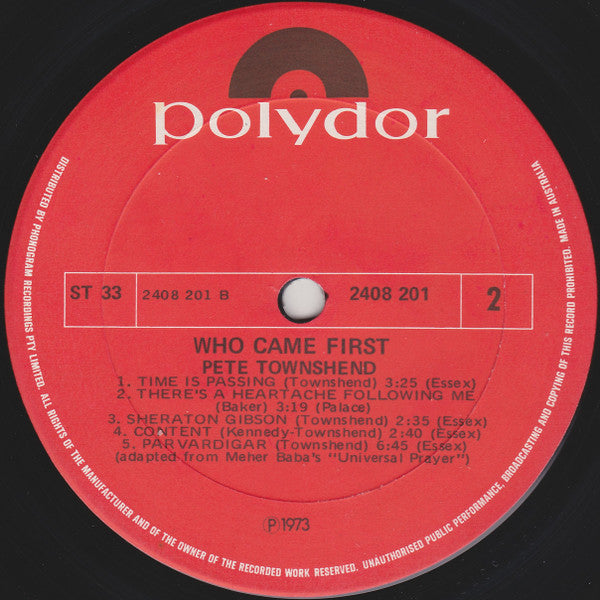 polydor
ST 33
2408 201 B
2408 201
2
WHO CAME FIRST
PETE TOWNSHEND
1. TIME IS PASSING (Townshend) 3:25 (Essex)
2. THERE'S A HEARTACHE FOLLOWING ME
(Baker) 3:19 (Palace)
3. SHERATON GIBSON (Townshend) 2:35 (Essex)
4. CONTENT (Kennedy-Townshend) 2:40 (Essex)
5. PARVARDIGAR (Townshend) 6:45 (Essex)
(adapted from Meher Baba's "Universal Prayer")
Ⓟ 1973
DISTRIBUTED BY PHONOGRAM RECORDINGS PTY LIMITED. ALL RIGHTS OF THE MANUFACTURER AND OF THE OWNER OF THE RECORDED WORK RESERVED. UNAUTHORISED PUBLIC PERFORMANCE, BROADCASTING AND COPYING OF THIS RECORD PROHIBITED. MADE IN AUSTRALIA